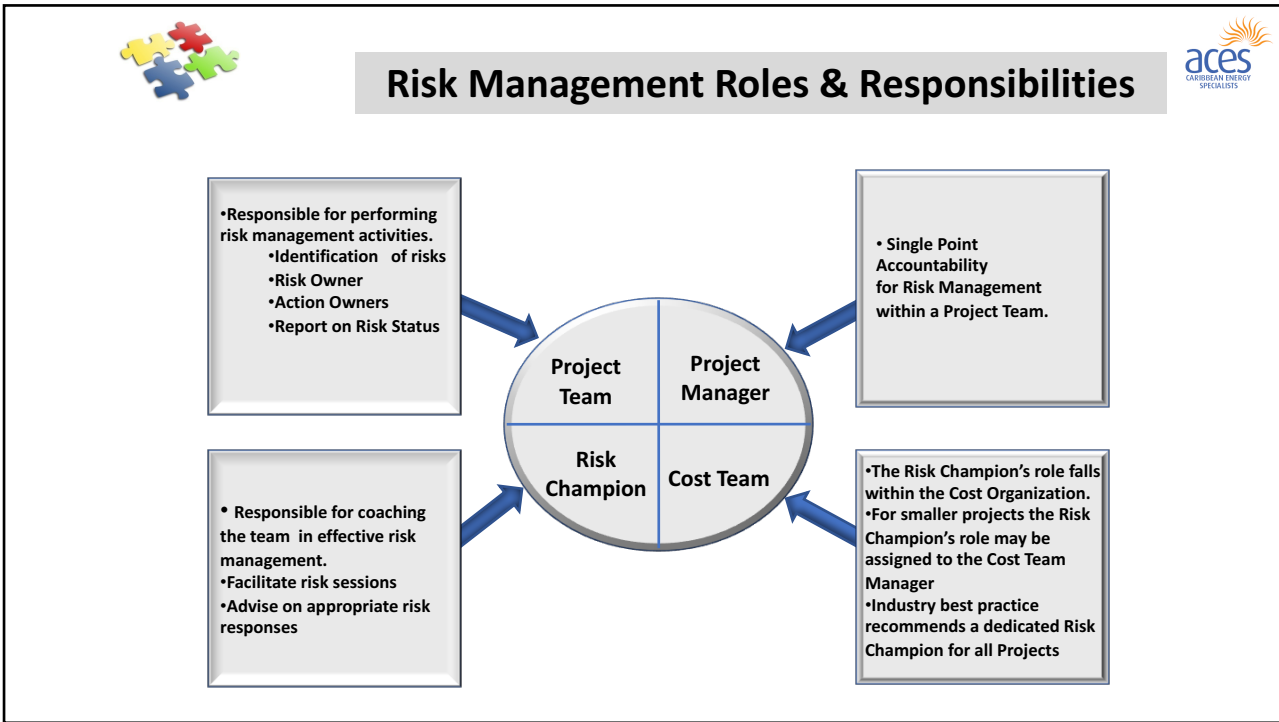 Risk Management Roles & Responsibilities
aces
CARIBBEAN ENERGY
SPECIALISTS
•Responsible for performing
risk management activities.
•Identification of risks
•Risk Owner
•Action Owners
•Report on Risk Status
• Single Point
Accountability
for Risk Management
within a Project Team.
Project
Team
Project
Manager
Risk
Champion
Cost Team
• Responsible for coaching
the team in effective risk
management.
•Facilitate risk sessions
•Advise on appropriate risk
responses
•The Risk Champion’s role falls
within the Cost Organization.
•For smaller projects the Risk
Champion’s role may be
assigned to the Cost Team
Manager
•Industry best practice
recommends a dedicated Risk
Champion for all Projects